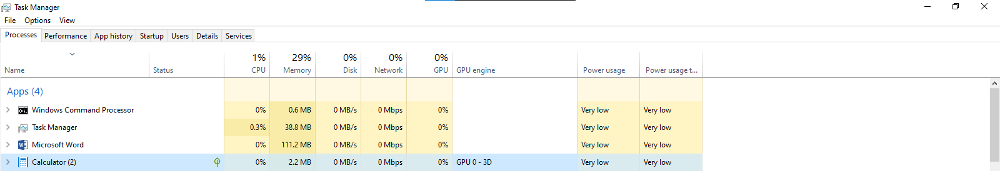 Task Manager
File Options View
Processes Performance App history Startup Users Details Services
1% 29% 0% 0% 0%
Name Status CPU Memory Disk Network GPU GPU engine Power usage Power usage t...
Apps (4)
Windows Command Processor 0% 0.6 MB 0 MB/s 0 Mbps 0% Very low Very low
Task Manager 0.3% 38.8 MB 0 MB/s 0 Mbps 0% Very low Very low
Microsoft Word 0% 111.2 MB 0 MB/s 0 Mbps 0% Very low Very low
Calculator (2) 0% 2.2 MB 0 MB/s 0 Mbps 0% GPU 0 - 3D Very low Very low